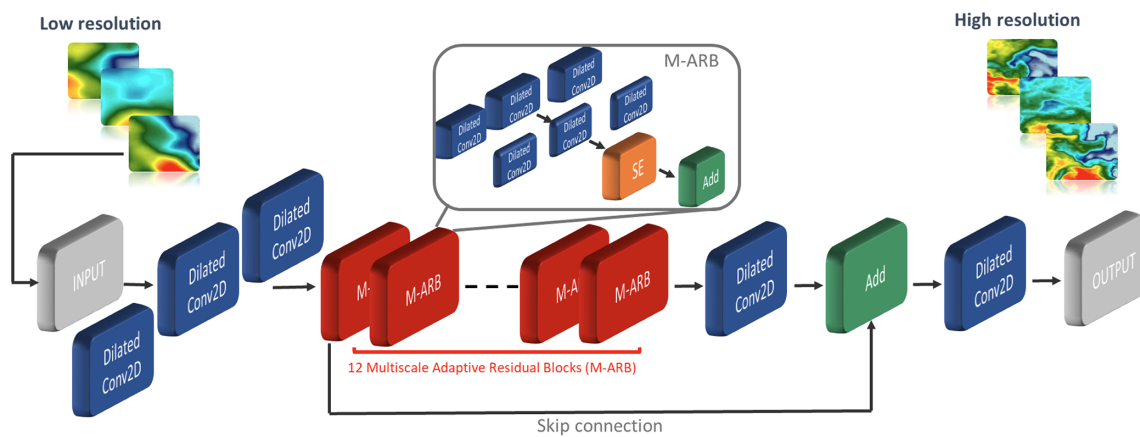 Low resolution
High resolution
M-ARB
Dilated
Conv2D
Dilated
Conv2D
Dilated
Conv2D
Dilated
Conv2D
Dilated
Conv2D
Dilated
Conv2D
SE
Add
INPUT
Dilated
Conv2D
Dilated
Conv2D
Dilated
Conv2D
M-A
M-ARB
M-AR
M-ARB
Dilated
Conv2D
Add
Dilated
Conv2D
OUTPUT
12 Multiscale Adaptive Residual Blocks (M-ARB)
Skip connection